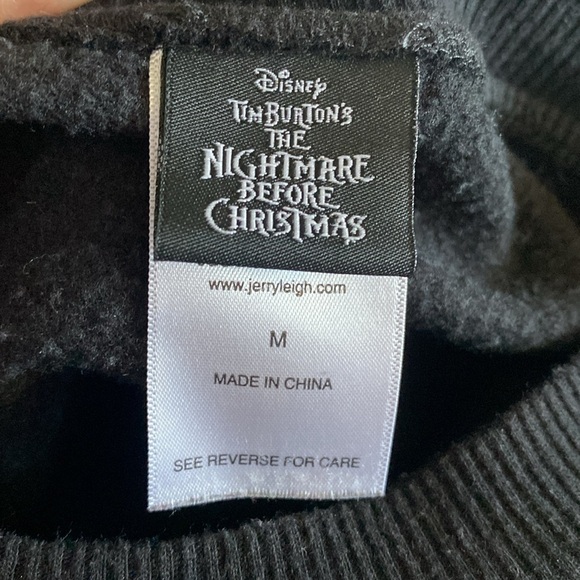 Disney
Tim Burton's
The
Nightmare
Before
Christmas
www.jerryleigh.com
M
MADE IN CHINA
SEE REVERSE FOR CARE